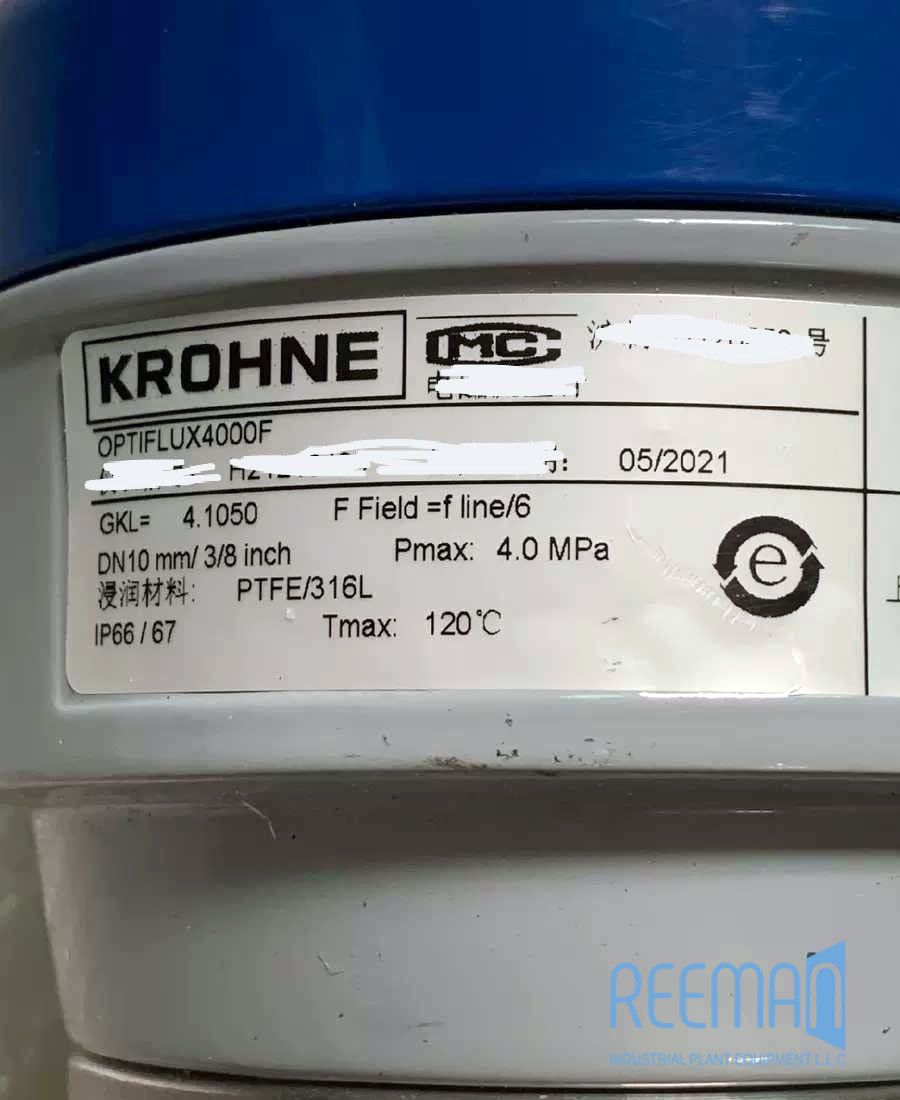 KROHNE
MC
号
OPTIFLUX4000F
05/2021
GKL= 4.1050 F Field =f line/6
DN10 mm/ 3/8 inch Pmax: 4.0 MPa
浸润材料: PTFE/316L
IP66 / 67 Tmax: 120℃
e
REEMAN
INDUSTRIAL PLANT EQUIPMENT L.L.C